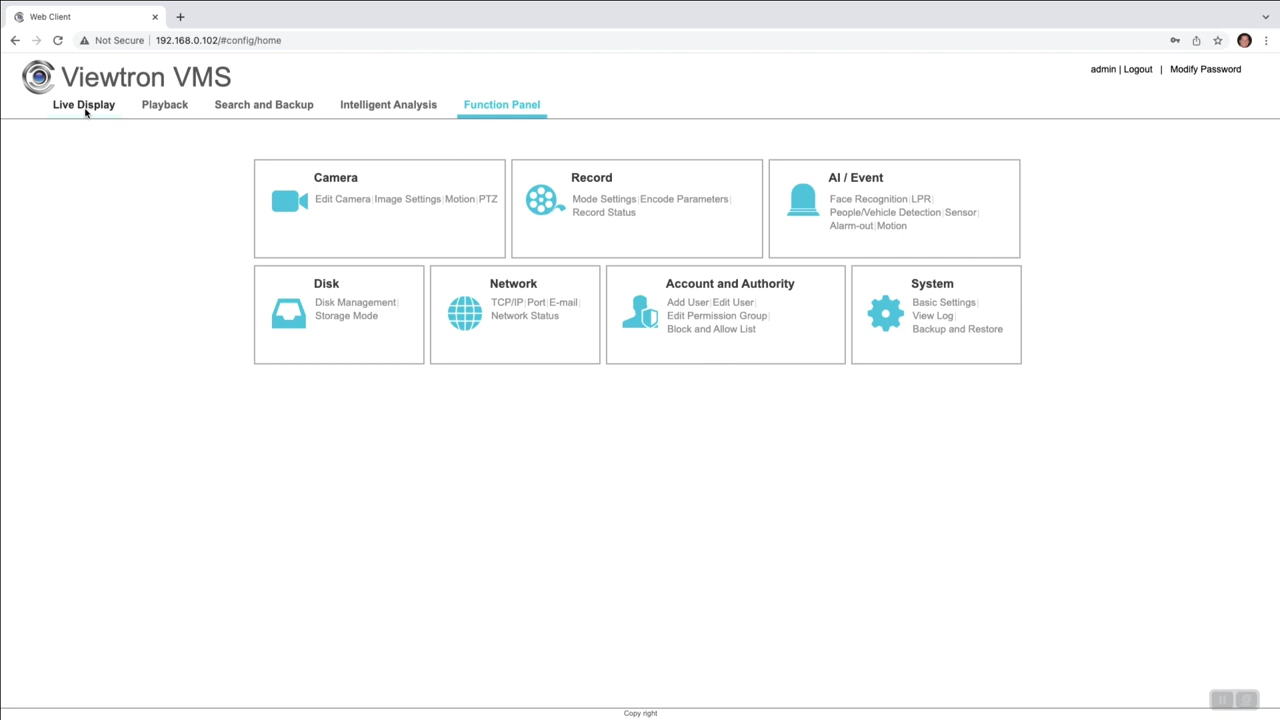 Web Client
Not Secure 192.168.0.102/#config/home
Viewtron VMS
admin | Logout | Modify Password
Live Display Playback Search and Backup Intelligent Analysis Function Panel
Camera
Edit Camera | Image Settings | Motion | PTZ
Record
Mode Settings | Encode Parameters |
Record Status
AI / Event
Face Recognition | LPR |
People/Vehicle Detection | Sensor |
Alarm-out | Motion
Disk
Disk Management |
Storage Mode
Network
TCP/IP | Port | E-mail |
Network Status
Account and Authority
Add User | Edit User |
Edit Permission Group |
Block and Allow List
System
Basic Settings |
View Log |
Backup and Restore
Copy right